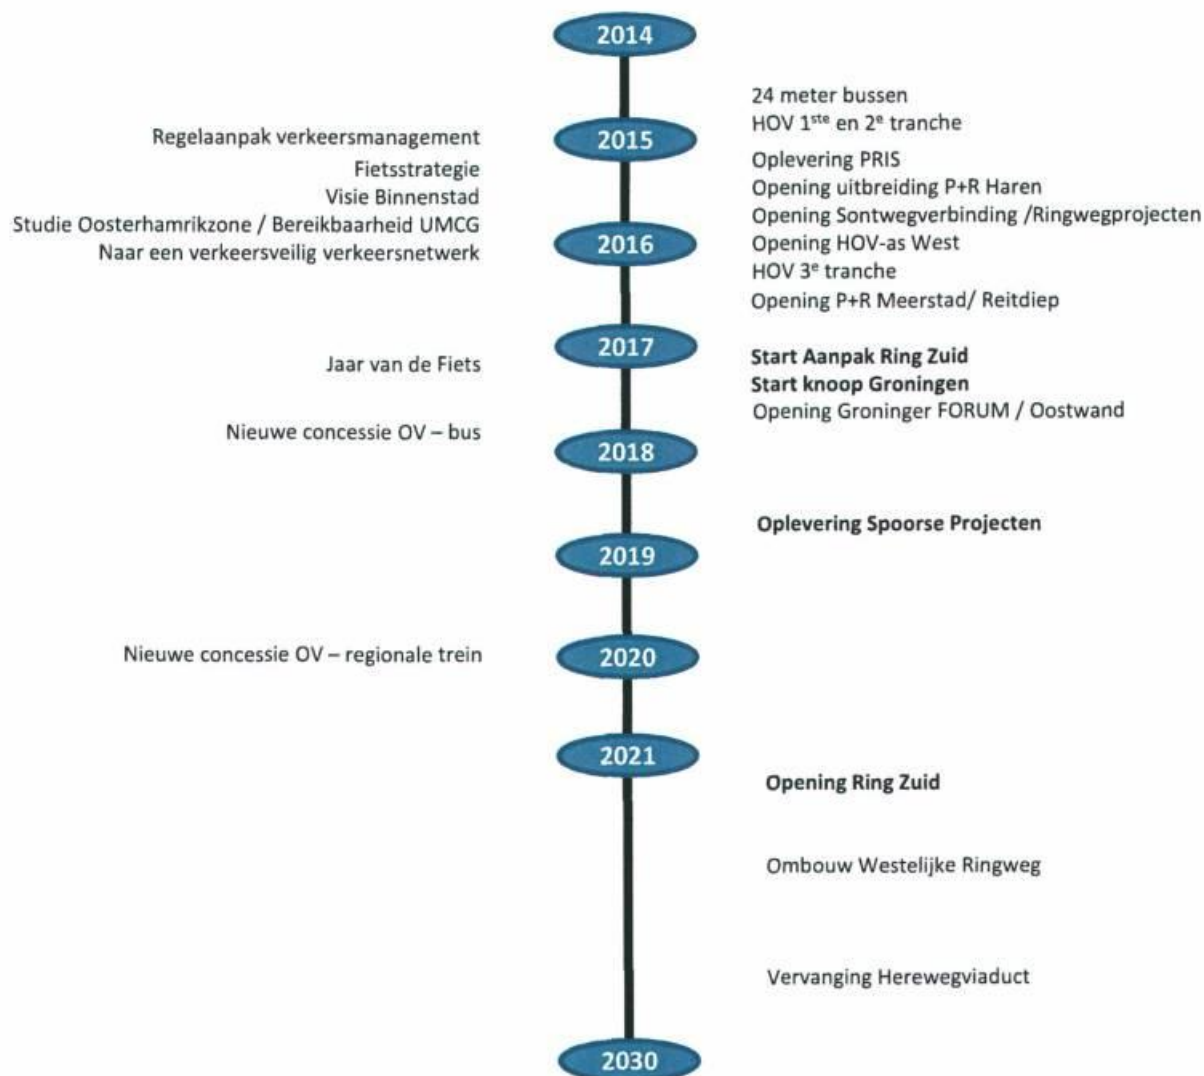 2014
24 meter bussen
HOV 1ste en 2e tranche
Regelaanpak verkeersmanagement
2015
Oplevering PRIS
Fietsstrategie
Opening uitbreiding P+R Haren
Visie Binnenstad
Opening Sontwegverbinding /Ringwegprojecten
Studie Oosterhamrikzone / Bereikbaarheid UMCG
2016
Opening HOV-as West
Naar een verkeersveilig verkeersnetwerk
HOV 3e tranche
Opening P+R Meerstad/ Reitdiep
2017
Start Aanpak Ring Zuid
Jaar van de Fiets
Start knoop Groningen
Opening Groninger FORUM / Oostwand
Nieuwe concessie OV – bus
2018
Oplevering Spoorse Projecten
2019
Nieuwe concessie OV – regionale trein
2020
2021
Opening Ring Zuid
Ombouw Westelijke Ringweg
Vervanging Herewegviaduct
2030